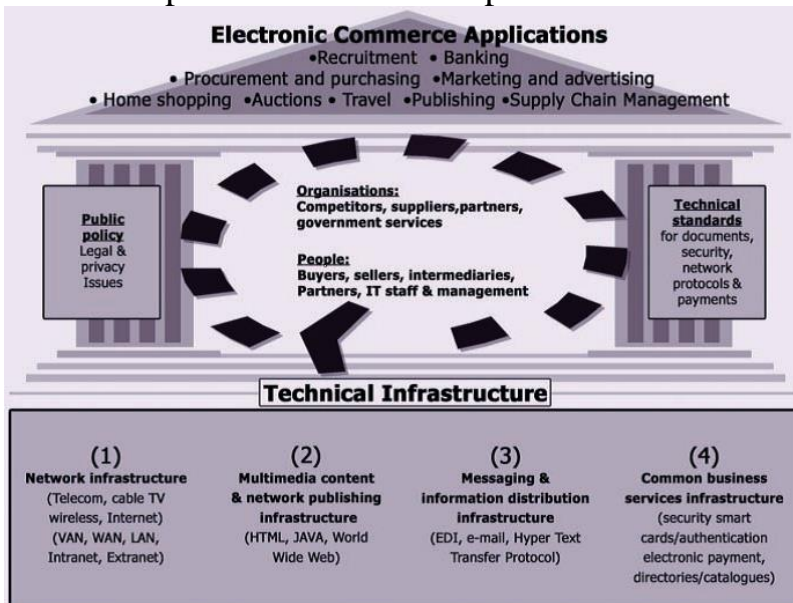 Electronic Commerce Applications
•Recruitment • Banking
• Procurement and purchasing •Marketing and advertising
• Home shopping •Auctions • Travel •Publishing •Supply Chain Management
Public
policy
Legal &
privacy
Issues
Organisations:
Competitors, suppliers,partners,
government services
People:
Buyers, sellers, intermediaries,
Partners, IT staff & management
Technical
standards
for documents,
security,
network
protocols &
payments
Technical Infrastructure
(1)
Network infrastructure
(Telecom, cable TV
wireless, Internet)
(VAN, WAN, LAN,
Intranet, Extranet)
(2)
Multimedia content
& network publishing
infrastructure
(HTML, JAVA, World
Wide Web)
(3)
Messaging &
information distribution
infrastructure
(EDI, e-mail, Hyper Text
Transfer Protocol)
(4)
Common business
services infrastructure
(security smart
cards/authentication
electronic payment,
directories/catalogues)